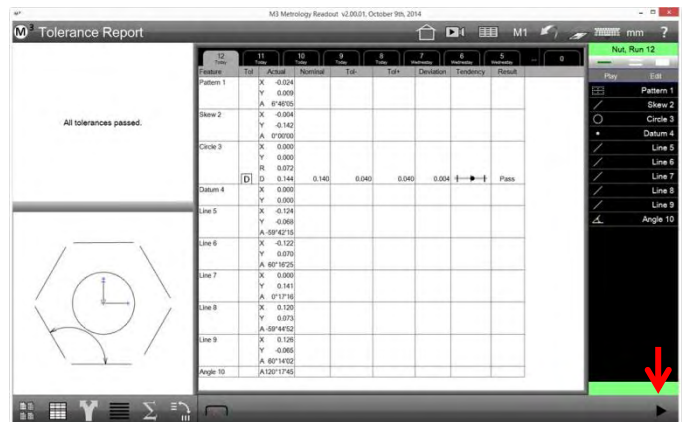 M3 Metrology Readout v2.00.01, October 9th, 2014
M³ Tolerance Report
M1
mm ?
12 Today 11 Today 10 Today 9 Today 8 Today 7 Wednesday 6 Wednesday 5 Wednesday ... 0
Nut, Run 12
Play Edit
All tolerances passed.
Feature Tol Actual Nominal Tol- Tol+ Deviation Tendency Result
Pattern 1 X -0.024
Y 0.009
A 6°46'05
Skew 2 X -0.004
Y -0.142
A 0°00'00
Circle 3 X 0.000
Y 0.000
R 0.072
D D 0.144 0.140 0.040 0.040 0.004 Pass
Datum 4 X 0.000
Y 0.000
Line 5 X -0.124
Y -0.068
A -59°42'15
Line 6 X -0.122
Y 0.070
A 60°16'25
Line 7 X 0.000
Y 0.141
A 0°17'16
Line 8 X 0.120
Y 0.073
A -59°44'52
Line 9 X 0.126
Y -0.065
A 60°14'02
Angle 10 A 120°17'45
Pattern 1
Skew 2
Circle 3
Datum 4
Line 5
Line 6
Line 7
Line 8
Line 9
Angle 10